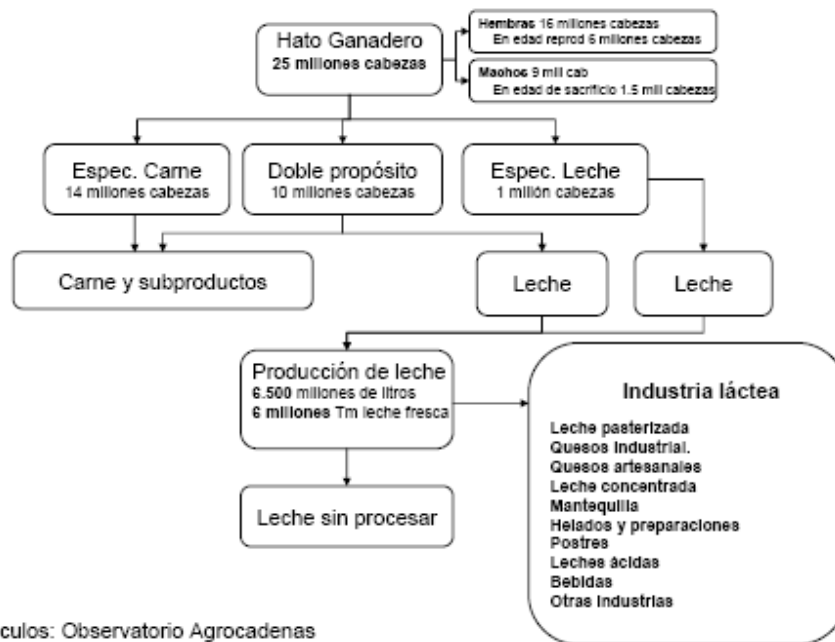 Hato Ganadero
25 millones cabezas
Hembras 16 millones cabezas
En edad reprod 6 millones cabezas
Machos 9 mill cab
En edad de sacrificio 1.5 mill cabezas
Espec. Carne
14 millones cabezas
Doble propósito
10 millones cabezas
Espec. Leche
1 millón cabezas
Carne y subproductos
Leche
Leche
Producción de leche
6.500 millones de litros
6 millones Tm leche fresca
Leche sin procesar
Industria láctea
Leche pasterizada
Quesos industrial.
Quesos artesanales
Leche concentrada
Mantequilla
Helados y preparaciones
Postres
Leches ácidas
Bebidas
Otras industrias
culos: Observatorio Agrocadenas